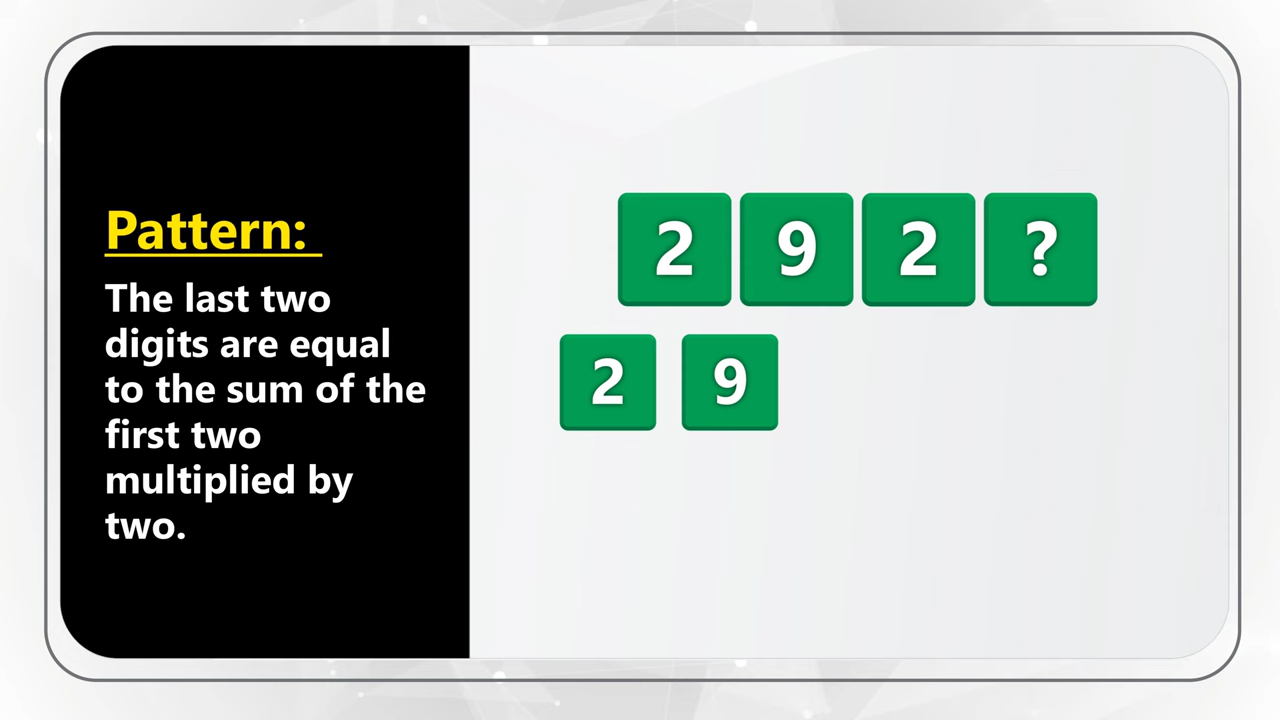 Pattern:
The last two
digits are equal
to the sum of the
first two
multiplied by
two.
2 9 2 ?
2 9